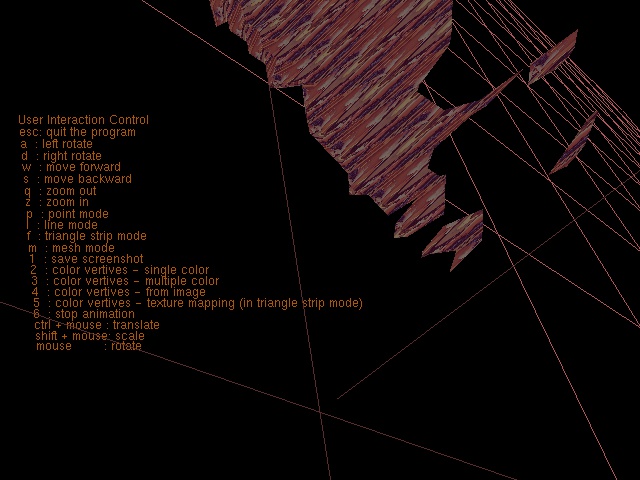 User Interaction Control
esc: quit the program
a : left rotate
d : right rotate
w : move forward
s : move backward
q : zoom out
z : zoom in
p : point mode
l : line mode
f : triangle strip mode
m : mesh mode
1 : save screenshot
2 : color vertives - single color
3 : color vertives - multiple color
4 : color vertives - from image
5 : color vertives - texture mapping (in triangle strip mode)
6 : stop animation
ctrl + mouse : translate
shift + mouse: scale
mouse : rotate